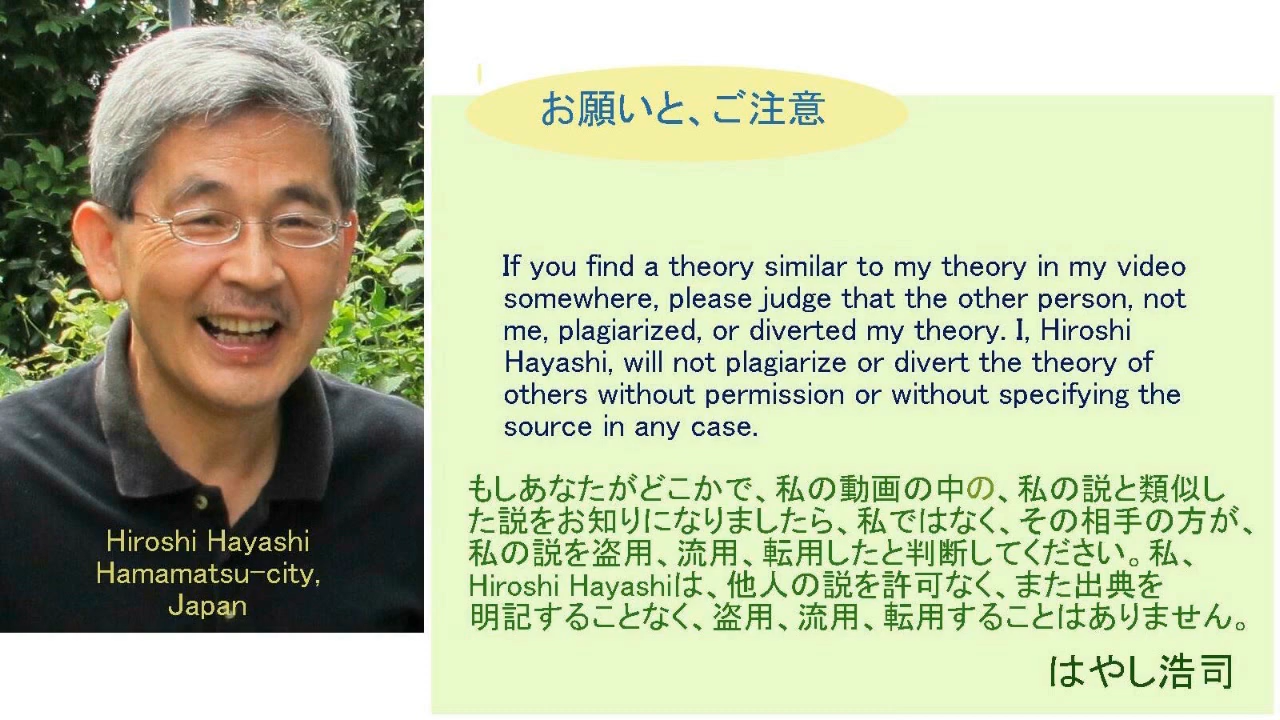 お願いと、ご注意
If you find a theory similar to my theory in my video
somewhere, please judge that the other person, not
me, plagiarized, or diverted my theory. I, Hiroshi
Hayashi, will not plagiarize or divert the theory of
others without permission or without specifying the
source in any case.
もしあなたがどこかで、私の動画の中の、私の説と類似し
た説をお知りになりましたら、私ではなく、その相手の方が、
私の説を盗用、流用、転用したと判断してください。私、
Hiroshi Hayashiは、他人の説を許可なく、また出典を
明記することなく、盗用、流用、転用することはありません。
はやし浩司
Hiroshi Hayashi
Hamamatsu-city,
Japan